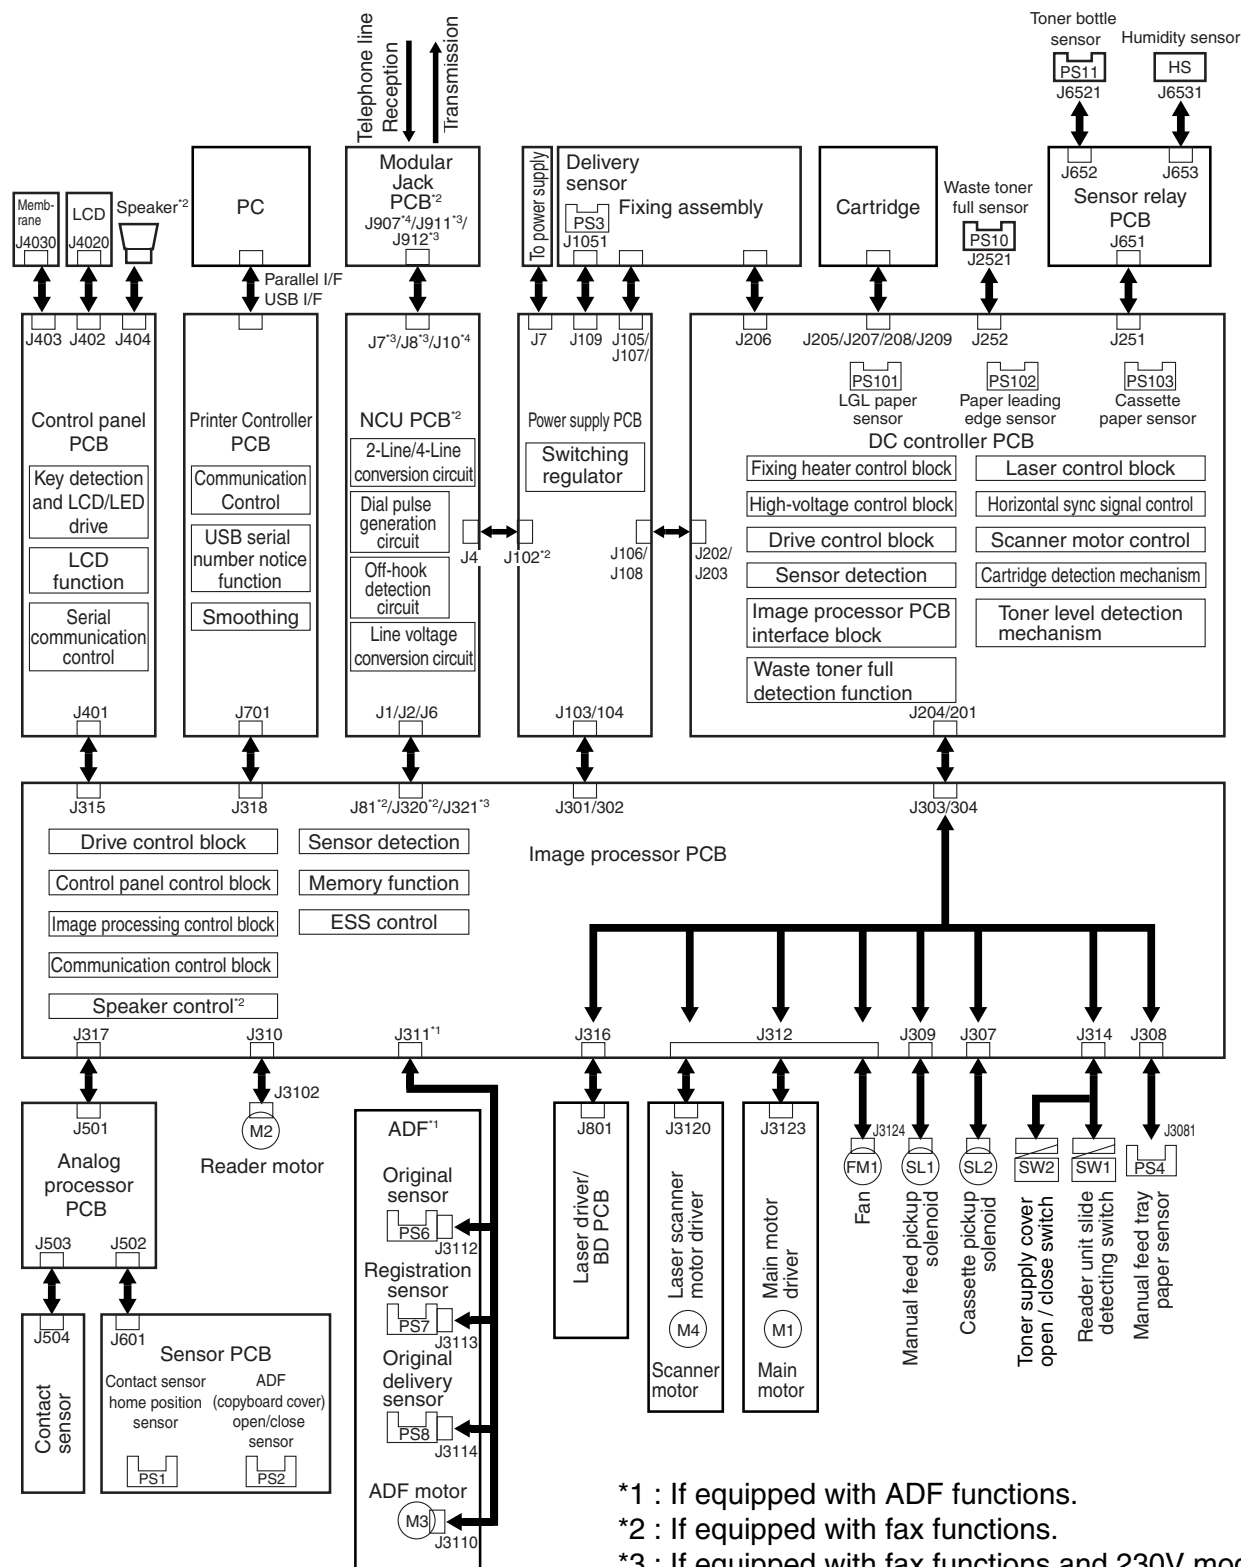 Toner bottle
sensor
Humidity sensor
PS11
HS
J6521
J6531
Telephone line
Reception
Transmission
Memb-
rane
J4030
LCD
J4020
Speaker*2
PC
Parallel I/F
USB I/F
Modular
Jack
PCB*2
J907*4/J911*3/
J912*3
To power supply
Delivery
sensor
PS3
J1051
Fixing assembly
Cartridge
Waste toner
full sensor
PS10
J2521
J652
J653
Sensor relay
PCB
J651
J403
J402
J404
J7*3/J8*3/J10*4
J7
J109
J105/
J107/
J206
J205/J207/208/J209
J252
J251
PS101
LGL paper
sensor
PS102
Paper leading
edge sensor
PS103
Cassette
paper sensor
Control panel
PCB
Key detection
and LCD/LED
drive
LCD
function
Serial
communication
control
J401
Printer Controller
PCB
Communication
Control
USB serial
number notice
function
Smoothing
J701
NCU PCB*2
2-Line/4-Line
conversion circuit
Dial pulse
generation
circuit
Off-hook
detection
circuit
Line voltage
conversion circuit
J4
J1/J2/J6
Power supply PCB
Switching
regulator
J102*2
J106/
J108
J103/104
J202/
J203
DC controller PCB
Fixing heater control block
High-voltage control block
Drive control block
Sensor detection
Image processor PCB
interface block
Waste toner full
detection function
Laser control block
Horizontal sync signal control
Scanner motor control
Cartridge detection mechanism
Toner level detection
mechanism
J204/201
J315
J318
J81*2/J320*2/J321*3
J301/302
J303/304
Image processor PCB
Drive control block
Control panel control block
Image processing control block
Communication control block
Speaker control*2
Sensor detection
Memory function
ESS control
J317
J310
J311*1
J316
J312
J309
J307
J314
J308
J501
Analog
processor
PCB
J503
J502
J3102
M2
Reader motor
J504
Contact
sensor
J601
Sensor PCB
Contact sensor
home position
sensor
PS1
ADF
(copyboard cover)
open/close
sensor
PS2
ADF*1
Original
sensor
PS6
J3112
Registration
sensor
PS7
J3113
Original
delivery
sensor
PS8
J3114
ADF motor
M3
J3110
J801
Laser driver/
BD PCB
J3120
Laser scanner
motor driver
M4
Scanner
motor
J3123
Main motor
driver
M1
Main
motor
J3124
FM1
Fan
SL1
Manual feed pickup
solenoid
SL2
Cassette pickup
solenoid
SW2
Toner supply cover
open / close switch
SW1
Reader unit slide
detecting switch
J3081
PS4
Manual feed tray
paper sensor
*1 : If equipped with ADF functions.
*2 : If equipped with fax functions.
*3 : If equipped with fax functions and 230V